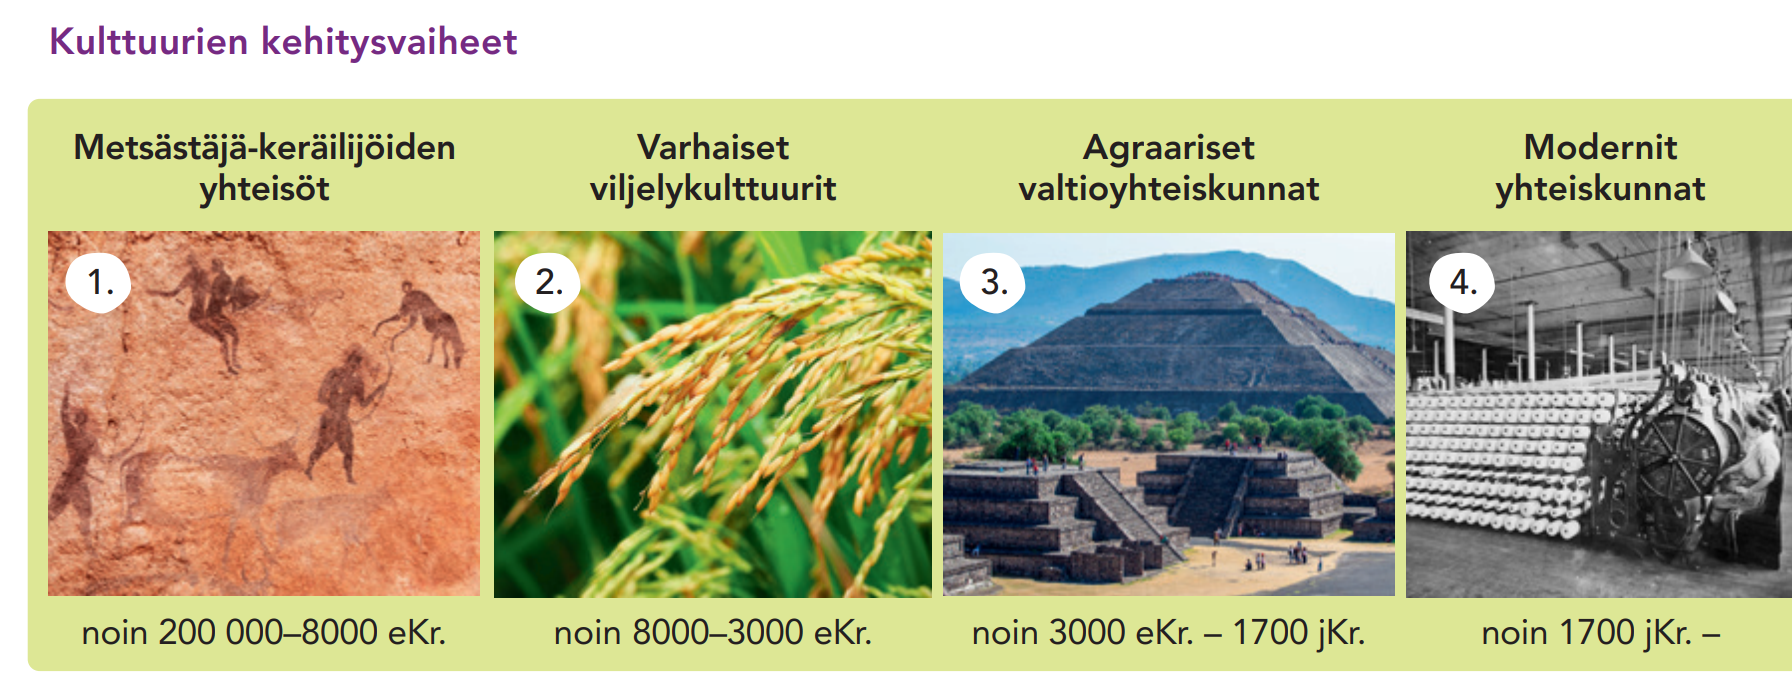 Kulttuurien kehitysvaiheet
Metsästäjä-keräilijöiden
yhteisöt
1.
noin 200 000–8000 eKr.
Varhaiset
viljelykulttuurit
2.
noin 8000–3000 eKr.
Agraariset
valtioyhteiskunnat
3.
noin 3000 eKr. – 1700 jKr.
Modernit
yhteiskunnat
4.
noin 1700 jKr. –